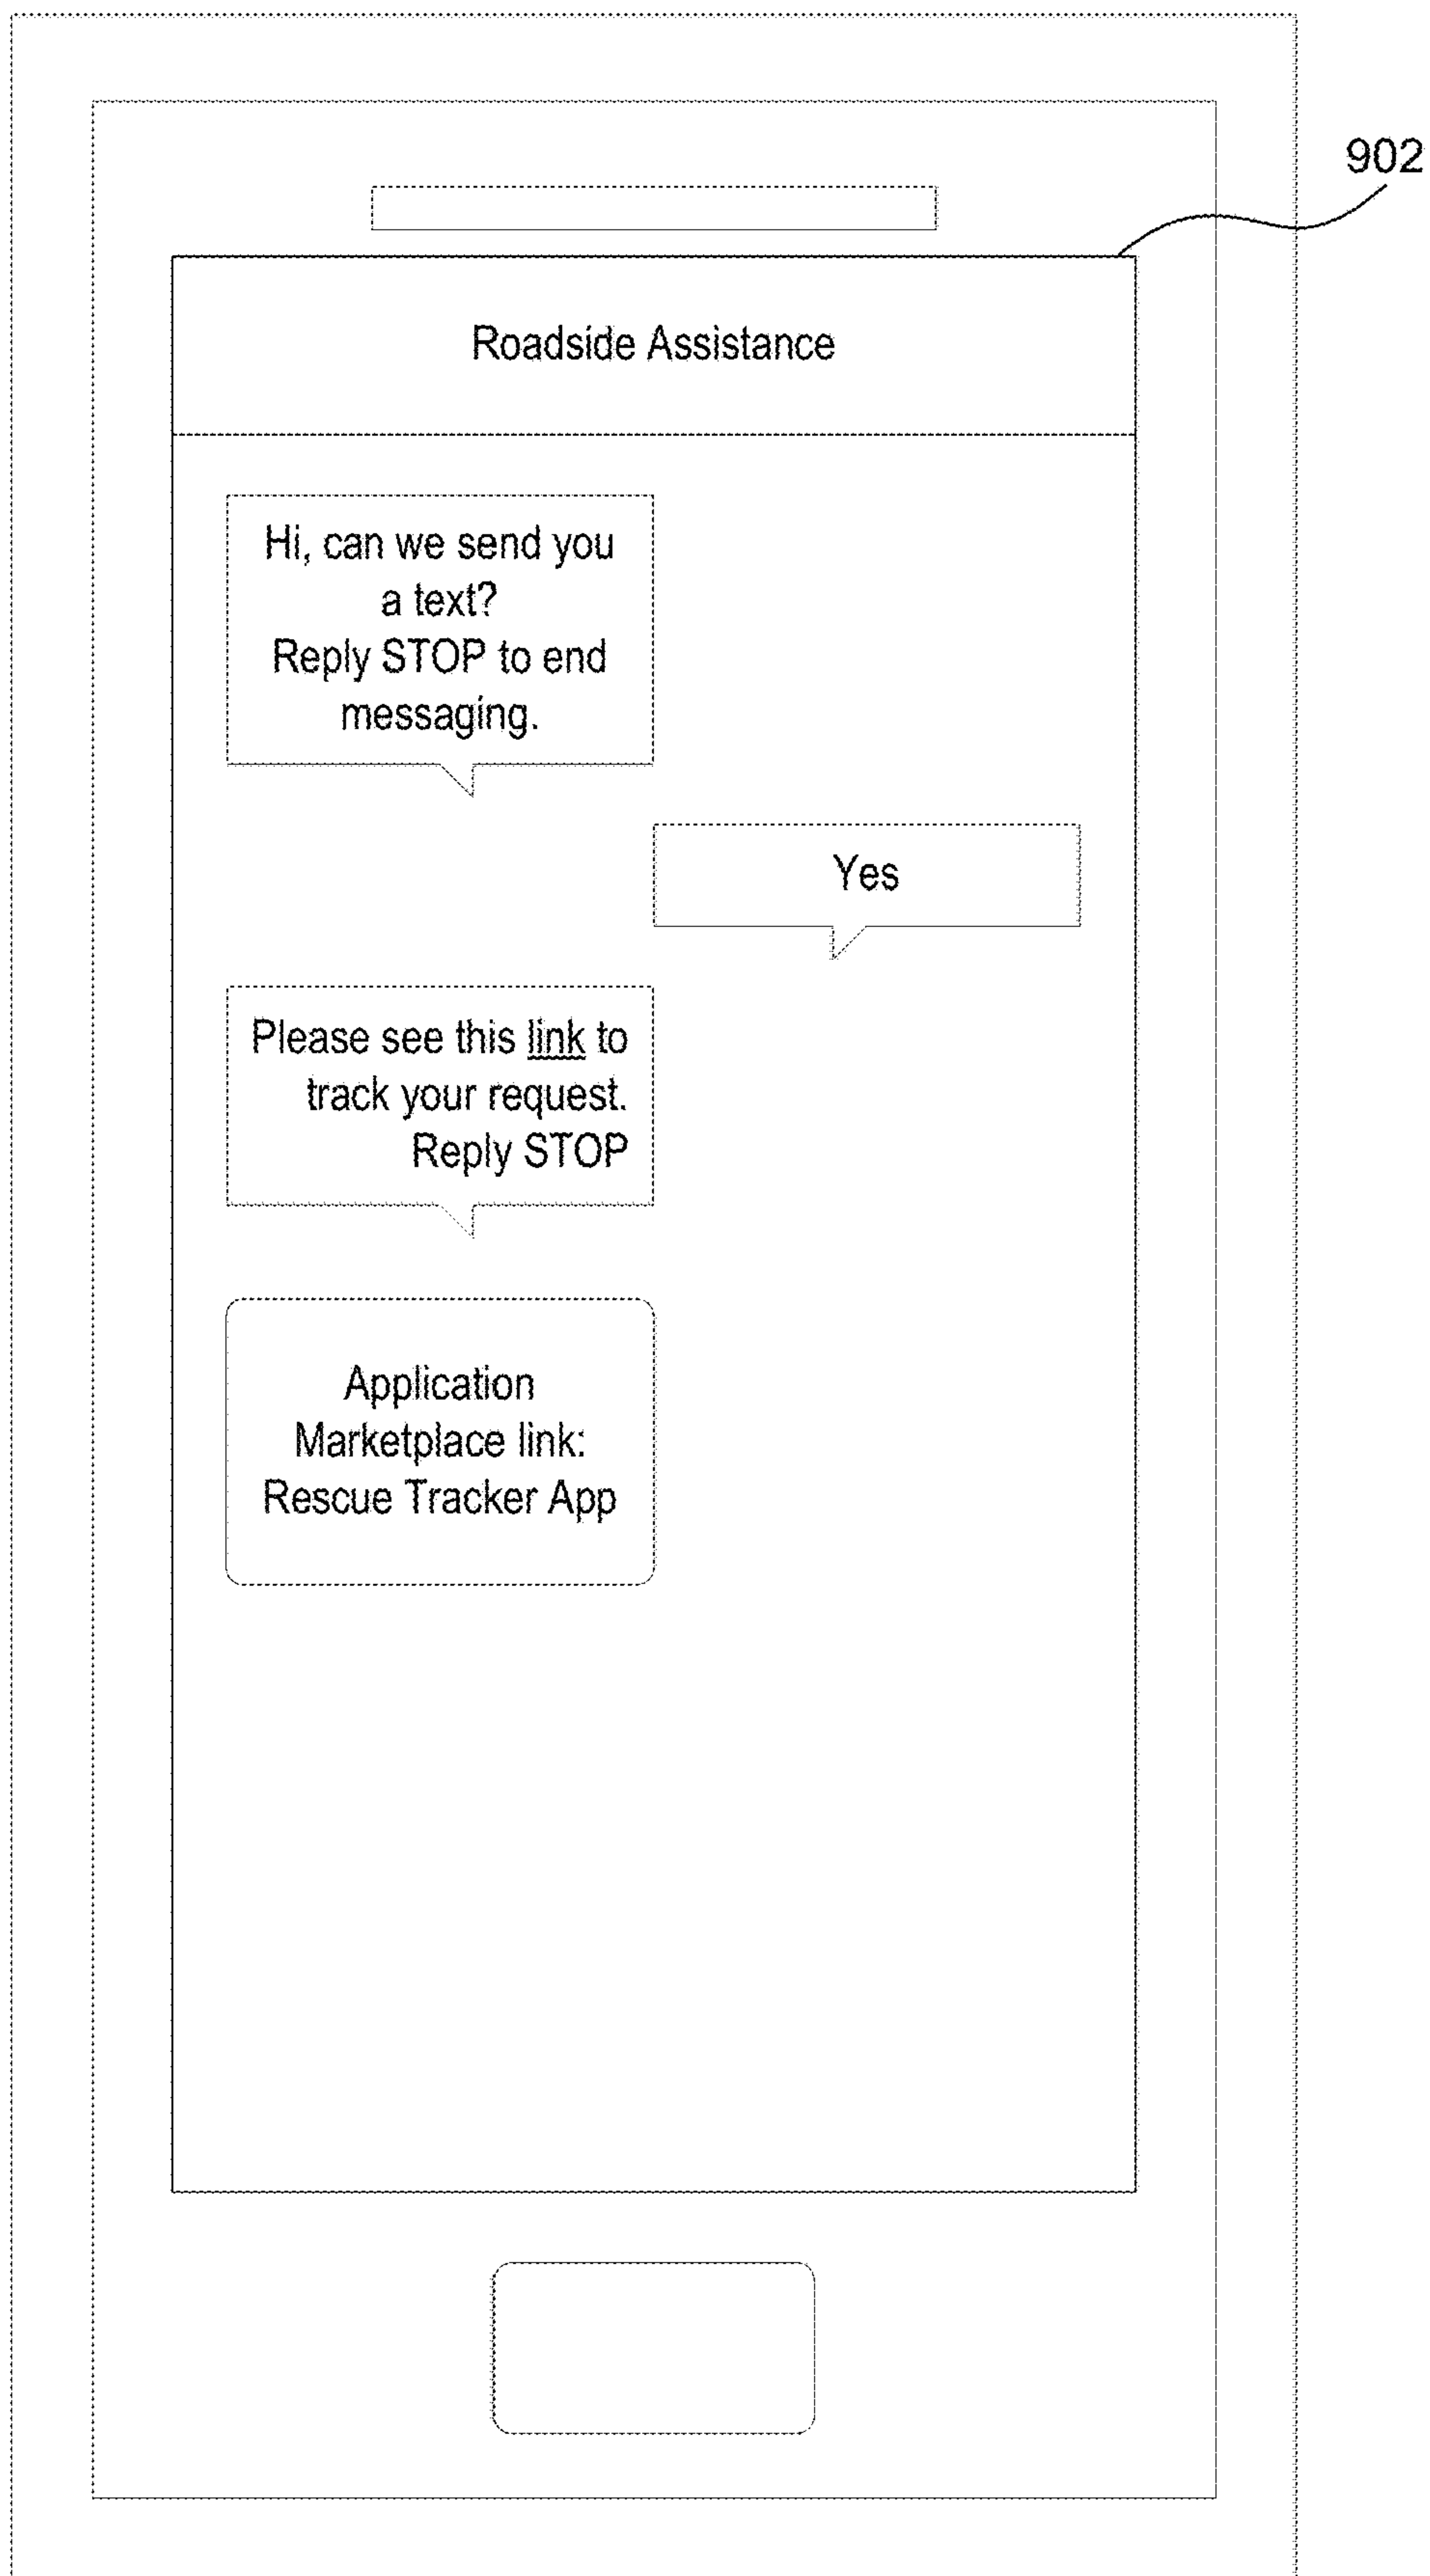 902
Roadside Assistance
Hi, can we send you
a text?
Reply STOP to end
messaging.
Yes
Please see this link to
track your request.
Reply STOP
Application
Marketplace link:
Rescue Tracker App